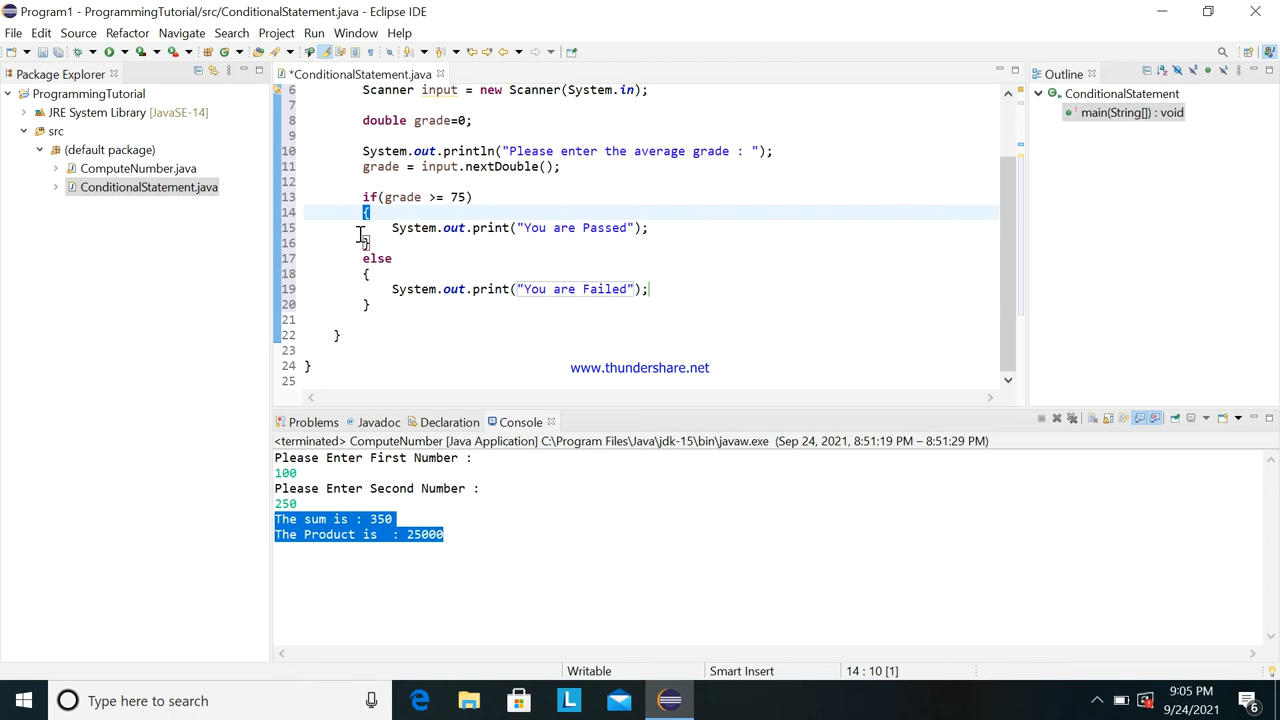 Program1 - ProgrammingTutorial/src/ConditionalStatement.java - Eclipse IDE
File Edit Source Refactor Navigate Search Project Run Window Help
Package Explorer
*ConditionalStatement.java
Outline
ProgrammingTutorial
JRE System Library [JavaSE-14]
src
(default package)
ComputeNumber.java
ConditionalStatement.java
6 Scanner input = new Scanner(System.in);
7
8 double grade=0;
9
10 System.out.println("Please enter the average grade : ");
11 grade = input.nextDouble();
12
13 if(grade >= 75)
14 {
15 System.out.print("You are Passed");
16 }
17 else
18 {
19 System.out.print("You are Failed");
20 }
21
22 }
23
24 }
25
www.thundershare.net
ConditionalStatement
main(String[]) : void
Problems Javadoc Declaration Console
<terminated> ComputeNumber [Java Application] C:\Program Files\Java\jdk-15\bin\javaw.exe (Sep 24, 2021, 8:51:19 PM – 8:51:29 PM)
Please Enter First Number :
100
Please Enter Second Number :
250
The sum is : 350
The Product is  : 25000
Writable Smart Insert 14 : 10 [1]
Type here to search
9:05 PM
9/24/2021
6